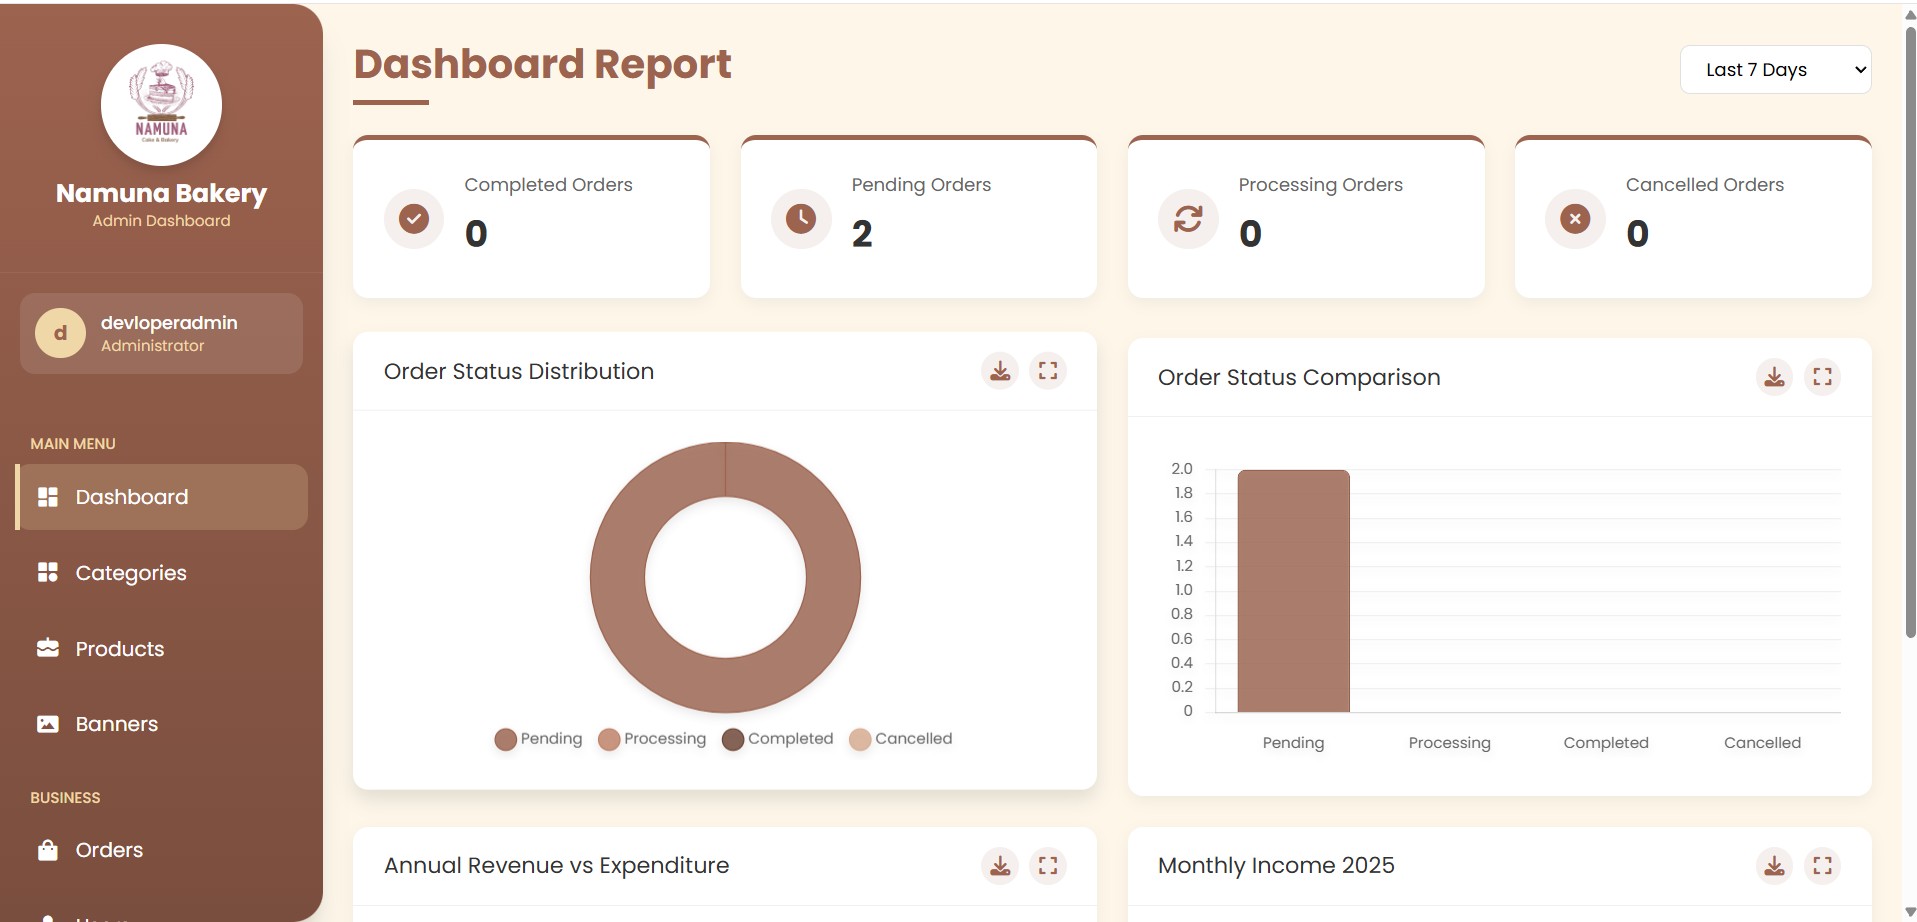 NAMUNA
Cake & Bakery
Namuna Bakery
Admin Dashboard
d
devloperadmin
Administrator
MAIN MENU
Dashboard
Categories
Products
Banners
BUSINESS
Orders
Dashboard Report
Last 7 Days
Completed Orders
0
Pending Orders
2
Processing Orders
0
Cancelled Orders
0
Order Status Distribution
Pending Processing Completed Cancelled
Order Status Comparison
2.0
1.8
1.6
1.4
1.2
1.0
0.8
0.6
0.4
0.2
0
Pending Processing Completed Cancelled
Annual Revenue vs Expenditure
Monthly Income 2025